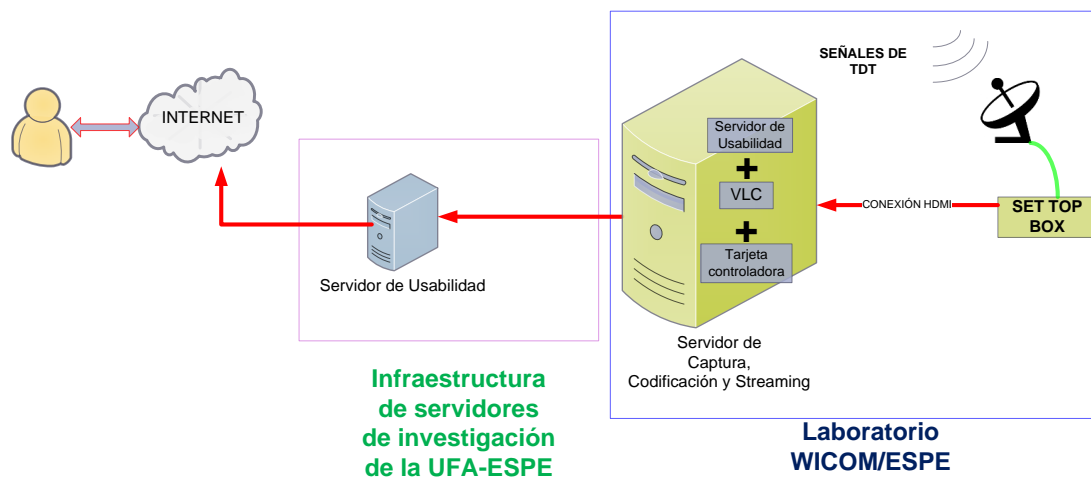 INTERNET
Servidor de Usabilidad
Infraestructura
de servidores
de investigación
de la UFA-ESPE
SEÑALES DE
TDT
Servidor de
Usabilidad
+
VLC
+
Tarjeta
controladora
CONEXIÓN HDMI
SET TOP
BOX
Servidor de
Captura,
Codificación y Streaming
Laboratorio
WICOM/ESPE